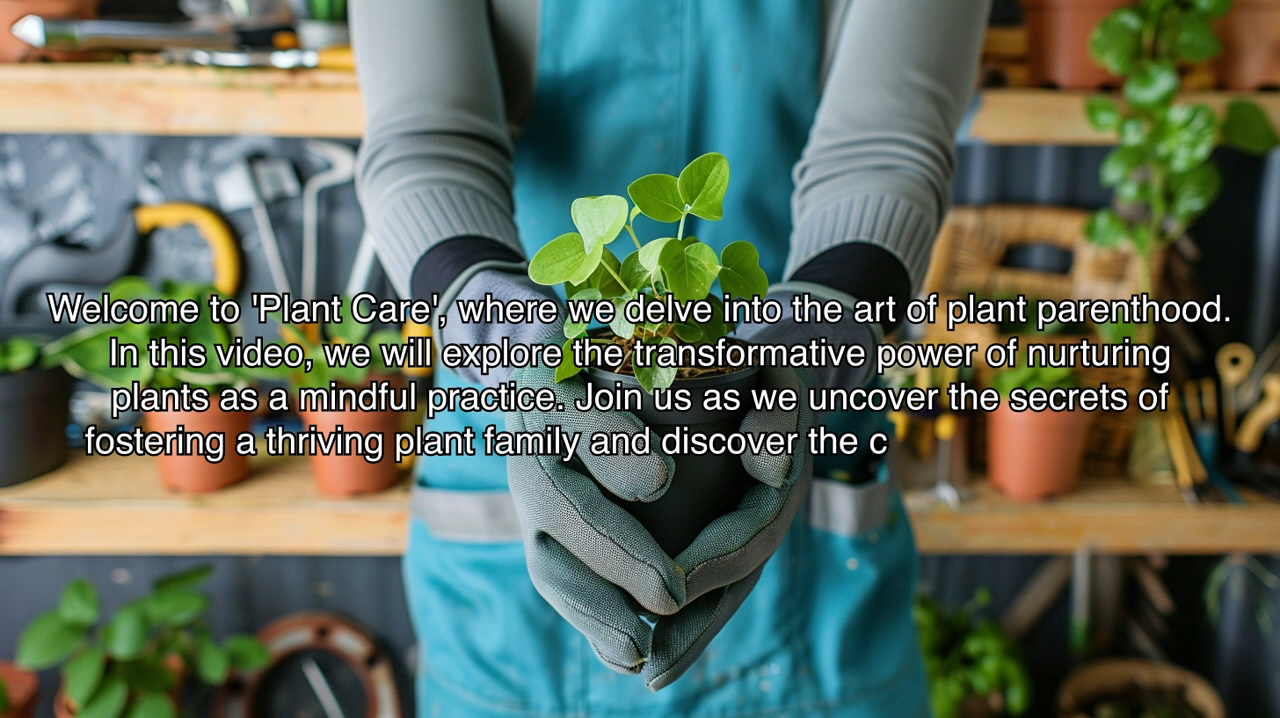 Welcome to 'Plant Care', where we delve into the art of plant parenthood.
In this video, we will explore the transformative power of nurturing
plants as a mindful practice. Join us as we uncover the secrets of
fostering a thriving plant family and discover the c